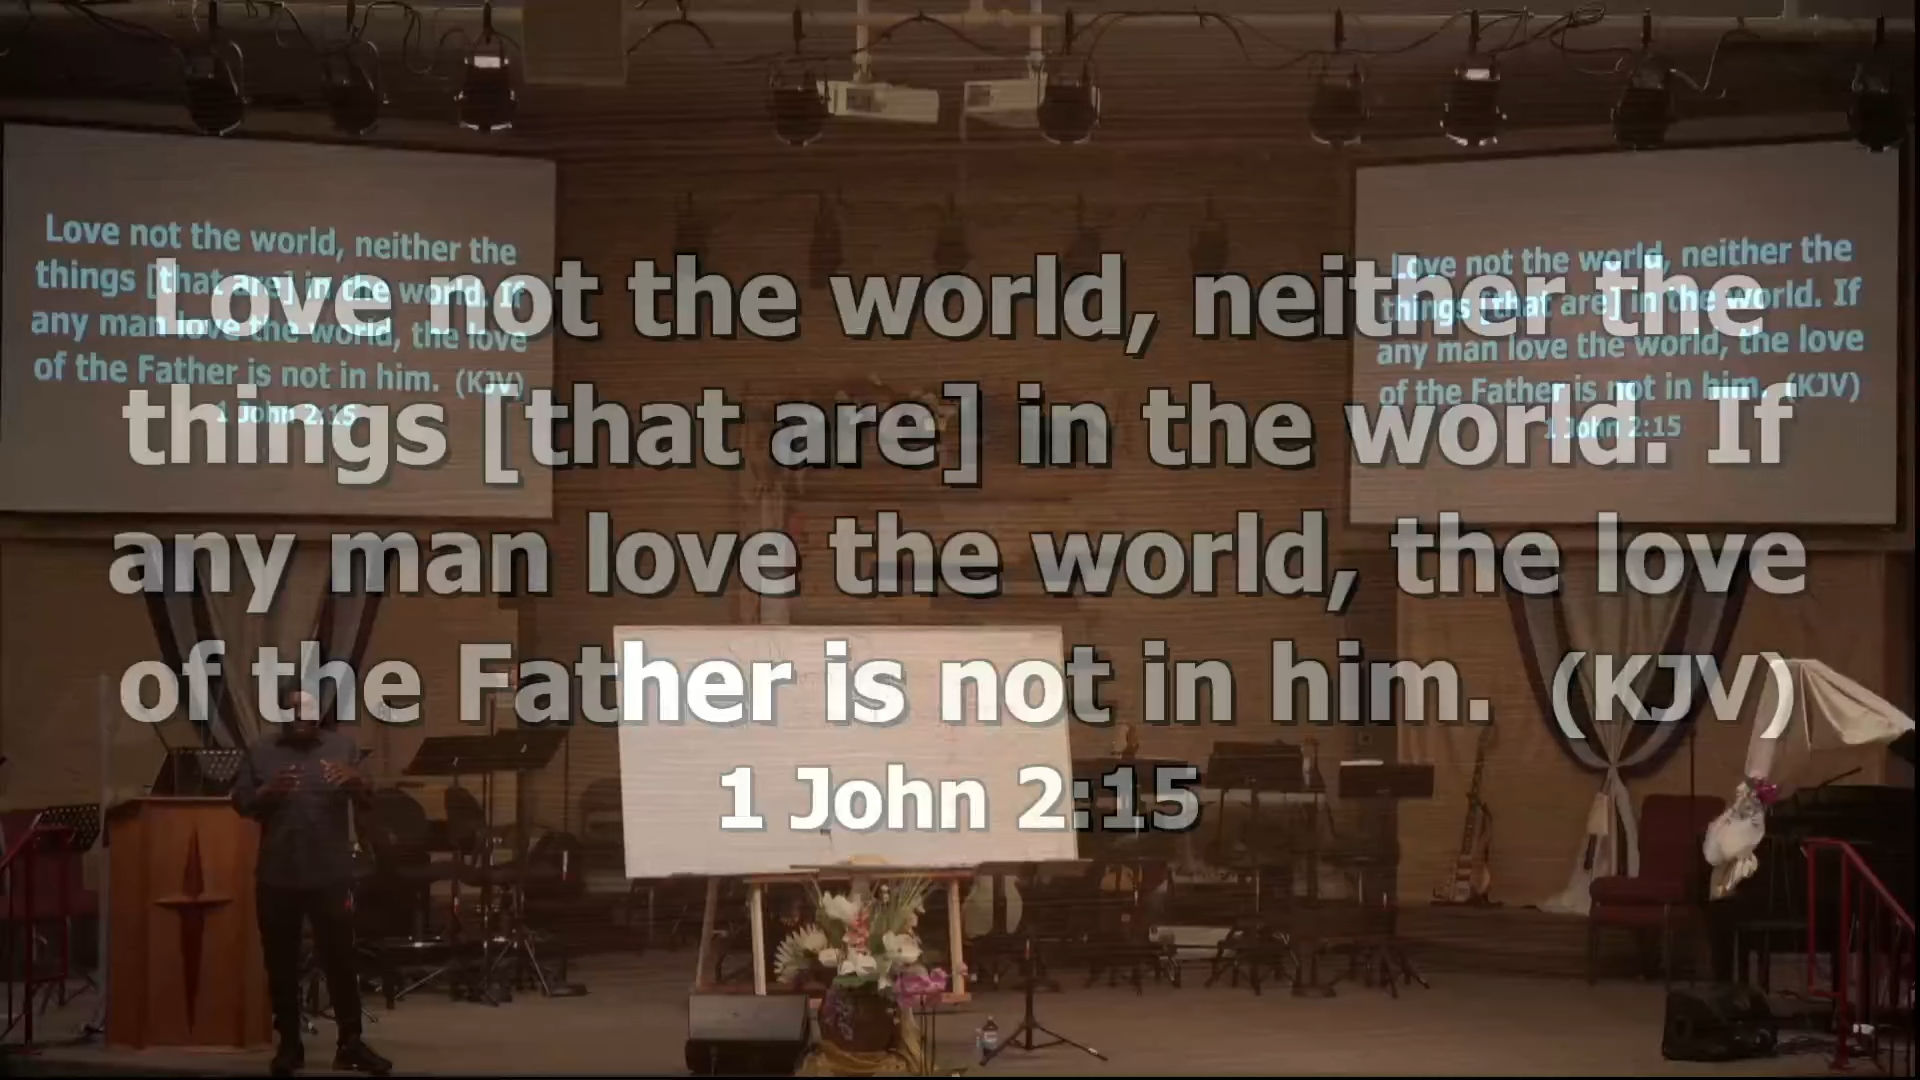 Love not the world, neither the
things [that are] in the world. If
any man love the world, the love
of the Father is not in him. (KJV)
1 John 2:15
Love not the world, neither the
things [that are] in the world. If
any man love the world, the love
of the Father is not in him. (KJV)
1 John 2:15
Love not the world, neither the
things [that are] in the world. If
any man love the world, the love
of the Father is not in him. (KJV)
1 John 2:15